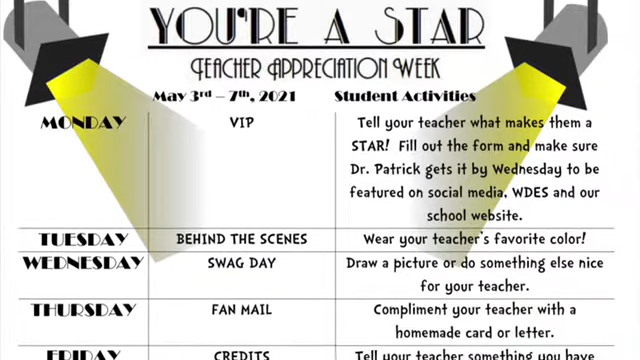 YOU'RE A STAR
TEACHER APPRECIATION WEEK
May 3rd – 7th, 2021 Student Activities
MONDAY VIP Tell your teacher what makes them a
STAR! Fill out the form and make sure
Dr. Patrick gets it by Wednesday to be
featured on social media, WDES and our
school website.
TUESDAY BEHIND THE SCENES Wear your teacher's favorite color!
WEDNESDAY SWAG DAY Draw a picture or do something else nice
for your teacher.
THURSDAY FAN MAIL Compliment your teacher with a
homemade card or letter.
FRIDAY CREDITS Tell your teacher something you have